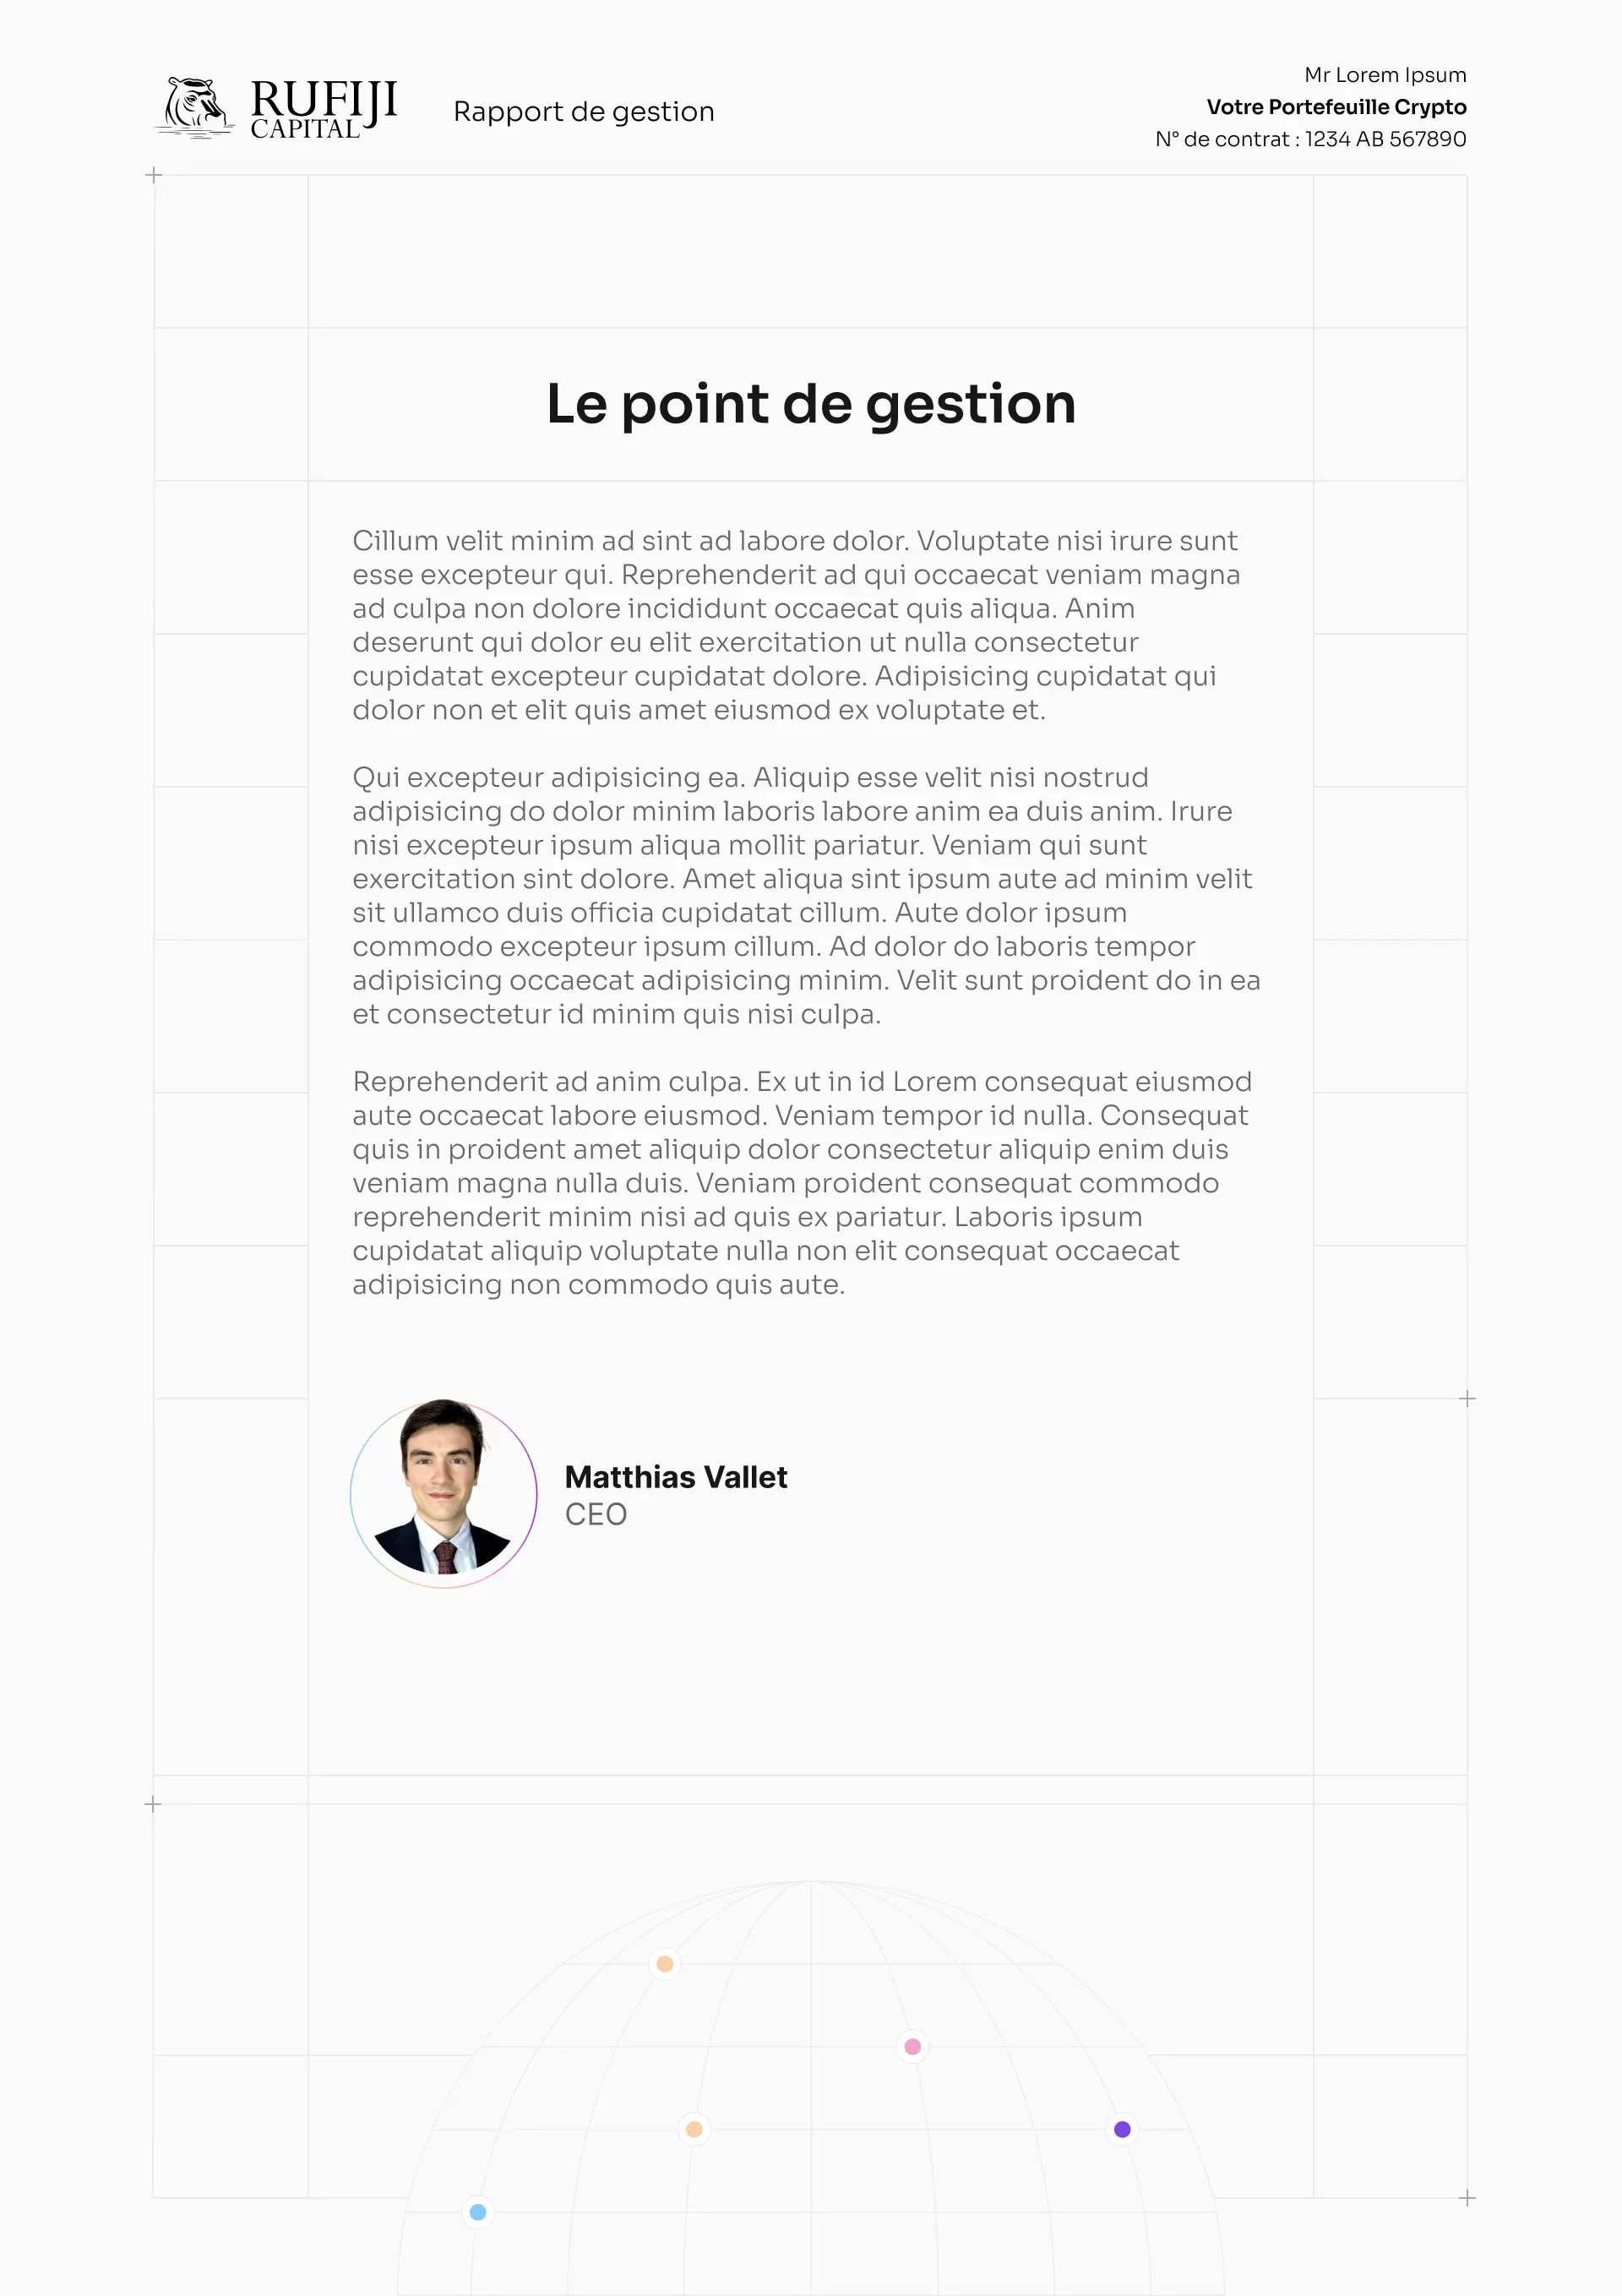 RUFIJI
CAPITAL
Rapport de gestion
Mr Lorem Ipsum
Votre Portefeuille Crypto
N° de contrat : 1234 AB 567890
Le point de gestion
Cillum velit minim ad sint ad labore dolor. Voluptate nisi irure sunt
esse excepteur qui. Reprehenderit ad qui occaecat veniam magna
ad culpa non dolore incididunt occaecat quis aliqua. Anim
deserunt qui dolor eu elit exercitation ut nulla consectetur
cupidatat excepteur cupidatat dolore. Adipisicing cupidatat qui
dolor non et elit quis amet eiusmod ex voluptate et.
Qui excepteur adipisicing ea. Aliquip esse velit nisi nostrud
adipisicing do dolor minim laboris labore anim ea duis anim. Irure
nisi excepteur ipsum aliqua mollit pariatur. Veniam qui sunt
exercitation sint dolore. Amet aliqua sint ipsum aute ad minim velit
sit ullamco duis officia cupidatat cillum. Aute dolor ipsum
commodo excepteur ipsum cillum. Ad dolor do laboris tempor
adipisicing occaecat adipisicing minim. Velit sunt proident do in ea
et consectetur id minim quis nisi culpa.
Reprehenderit ad anim culpa. Ex ut in id Lorem consequat eiusmod
aute occaecat labore eiusmod. Veniam tempor id nulla. Consequat
quis in proident amet aliquip dolor consectetur aliquip enim duis
veniam magna nulla duis. Veniam proident consequat commodo
reprehenderit minim nisi ad quis ex pariatur. Laboris ipsum
cupidatat aliquip voluptate nulla non elit consequat occaecat
adipisicing non commodo quis aute.
Matthias Vallet
CEO